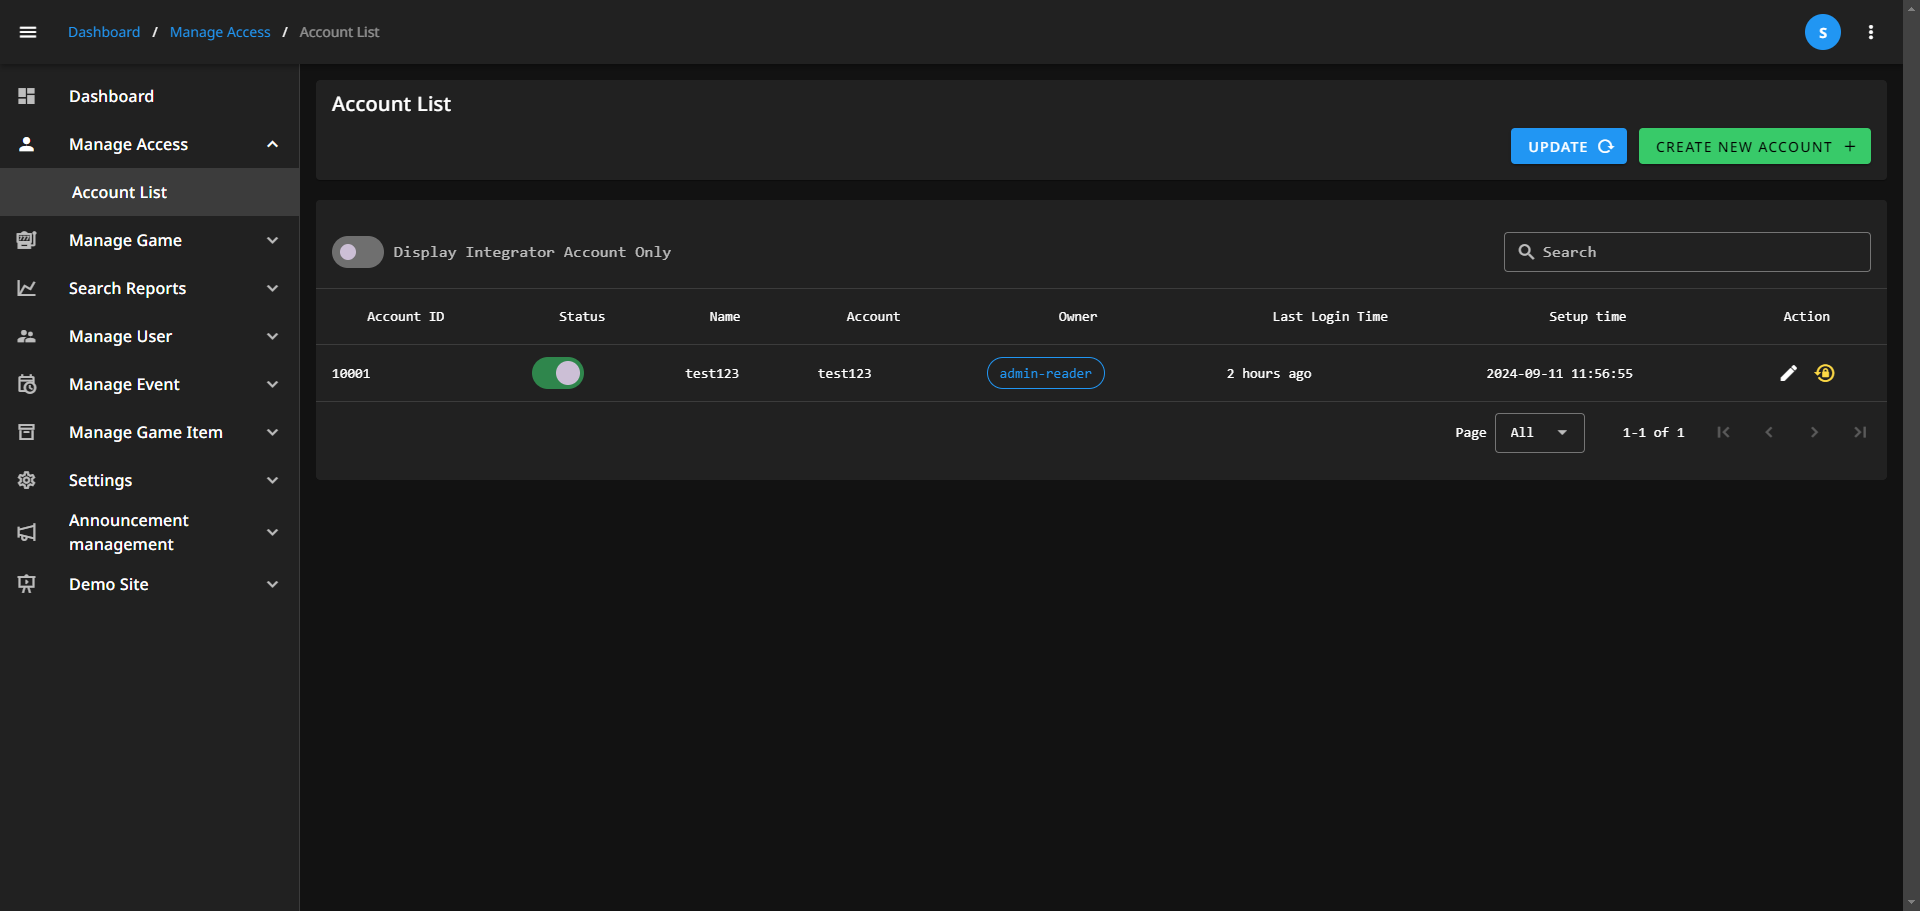 Dashboard / Manage Access / Account List
S
Dashboard
Manage Access
Account List
Manage Game
Search Reports
Manage User
Manage Event
Manage Game Item
Settings
Announcement
management
Demo Site
Account List
UPDATE
CREATE NEW ACCOUNT +
Display Integrator Account Only
Search
Account ID Status Name Account Owner Last Login Time Setup time Action
10001 test123 test123 admin-reader 2 hours ago 2024-09-11 11:56:55
Page All 1-1 of 1